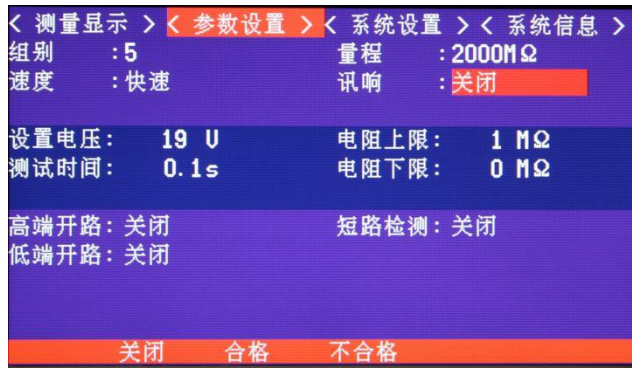 < 测量显示 > < 参数设置 > < 系统设置 > < 系统信息 >
组别 :5 量程 :2000MΩ
速度 :快速 讯响 :关闭
设置电压: 19 V 电阻上限: 1 MΩ
测试时间: 0.1s 电阻下限: 0 MΩ
高端开路:关闭 短路检测:关闭
低端开路:关闭
关闭 合格 不合格